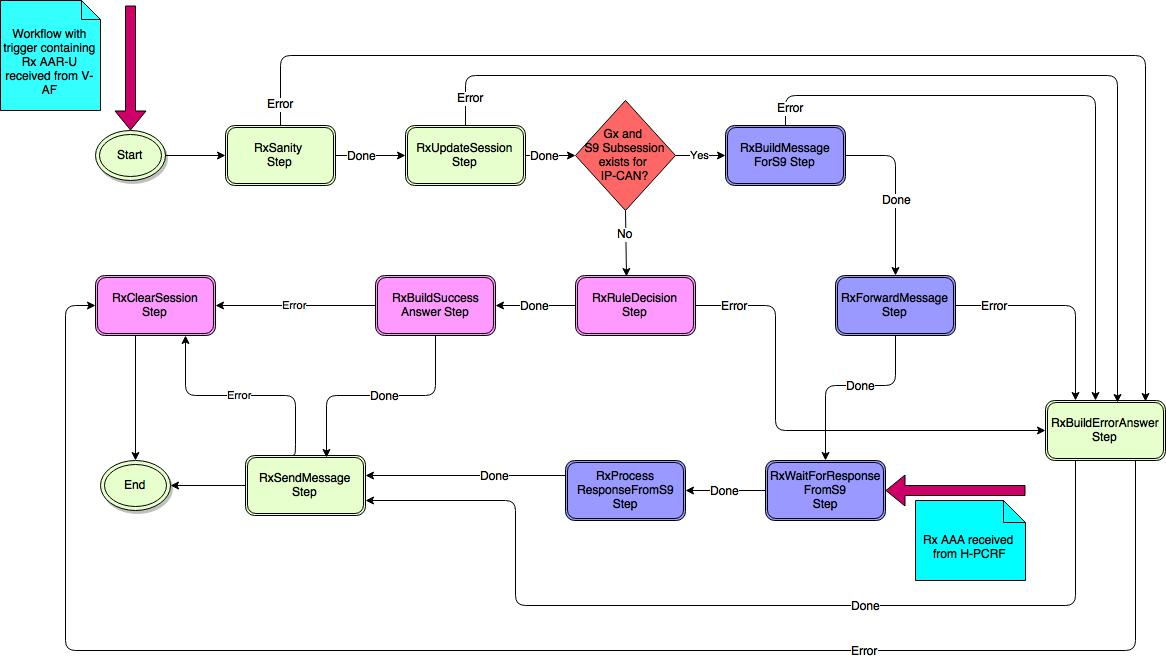 Workflow with
trigger containing
Rx AAR-U
received from V-
AF
Error
Error
Error
Start
RxSanity
Step
Done
RxUpdateSession
Step
Done
Gx and
S9 Subsession
exists for
IP-CAN?
Yes
RxBuildMessage
ForS9 Step
Done
No
RxClearSession
Step
Error
RxBuildSuccess
Answer Step
Done
RxRuleDecision
Step
Error
RxForwardMessage
Step
Error
Error
Done
Done
RxBuildErrorAnswer
Step
End
RxSendMessage
Step
Done
RxProcess
ResponseFromS9
Step
Done
RxWaitForResponse
FromS9
Step
Rx AAA received
from H-PCRF
Done
Error